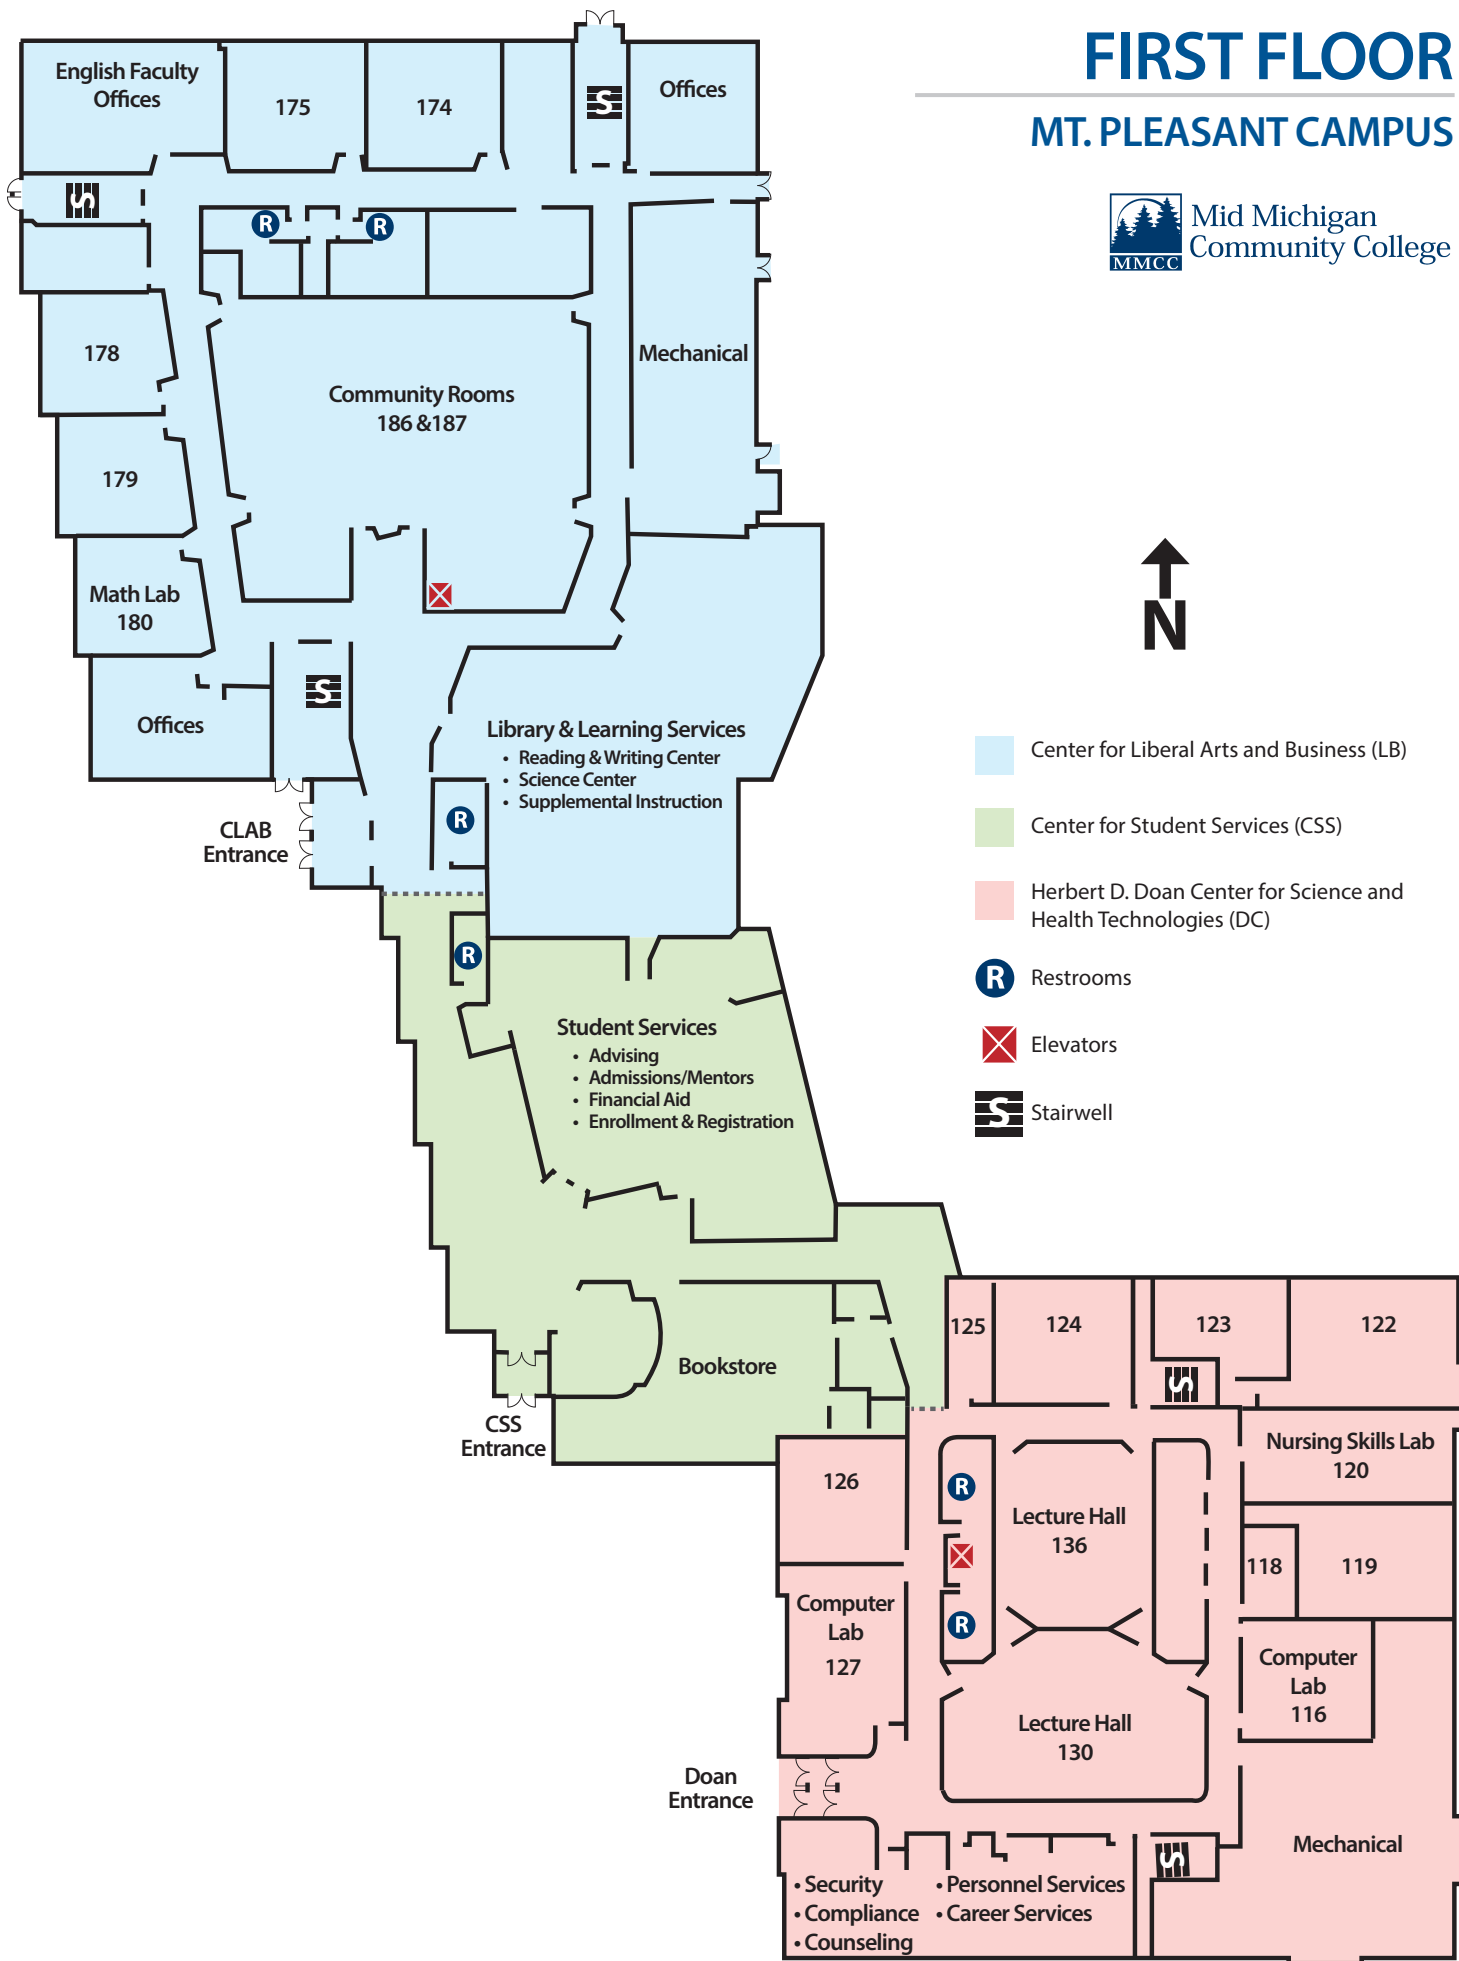 FIRST FLOOR
MT. PLEASANT CAMPUS
MMCC
Mid Michigan
Community College
English Faculty
Offices
175
174
S
Offices
S
R
R
178
Mechanical
Community Rooms
186 &187
179
Math Lab
180
N
S
Offices
Library & Learning Services
• Reading & Writing Center
• Science Center
• Supplemental Instruction
Center for Liberal Arts and Business (LB)
CLAB
Entrance
R
Center for Student Services (CSS)
Herbert D. Doan Center for Science and
Health Technologies (DC)
R
R Restrooms
Student Services
• Advising
• Admissions/Mentors
• Financial Aid
• Enrollment & Registration
Elevators
S Stairwell
125
124
123
122
Bookstore
S
CSS
Entrance
Nursing Skills Lab
120
126
R
Lecture Hall
136
118
119
Computer
Lab
127
R
Computer
Lab
116
Lecture Hall
130
Doan
Entrance
Mechanical
S
• Security
• Compliance
• Counseling
• Personnel Services
• Career Services